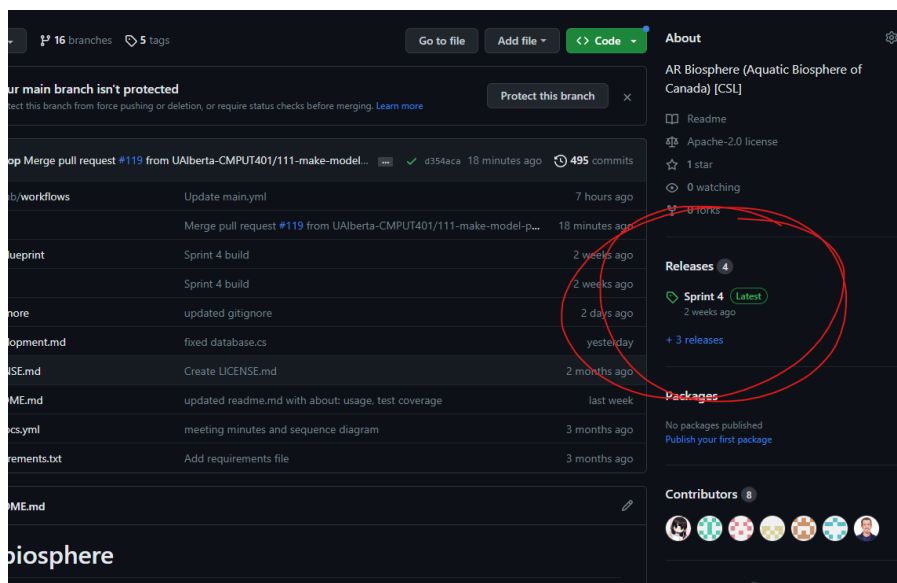 16 branches 5 tags Go to file Add file Code
ur main branch isn't protected
tect this branch from force pushing or deletion, or require status checks before merging. Learn more
Protect this branch
op Merge pull request #119 from UAlberta-CMPUT401/111-make-model... ... d354aca 18 minutes ago 495 commits
ub/workflows Update main.yml 7 hours ago
Merge pull request #119 from UAlberta-CMPUT401/111-make-model-p... 18 minutes ago
lueprint Sprint 4 build 2 weeks ago
Sprint 4 build 2 weeks ago
nore updated gitignore 2 days ago
lopment.md fixed database.cs yesterday
NSE.md Create LICENSE.md 2 months ago
OME.md updated readme.md with about: usage, test coverage last week
ocs.yml meeting minutes and sequence diagram 3 months ago
rements.txt Add requirements file 3 months ago
OME.md
biosphere
About
AR Biosphere (Aquatic Biosphere of
Canada) [CSL]
Readme
Apache-2.0 license
1 star
0 watching
0 forks
Releases 4
Sprint 4 Latest
2 weeks ago
+ 3 releases
Packages
No packages published
Publish your first package
Contributors 8